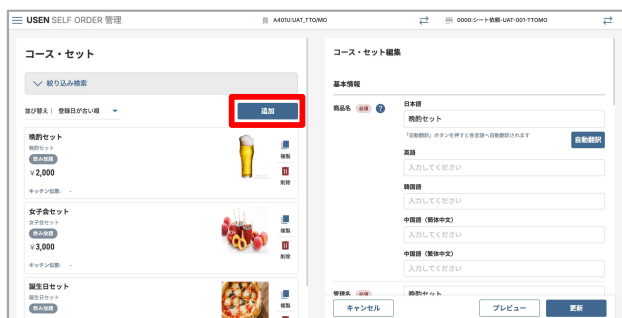 USEN SELF ORDER 管理
A401U:UAT_TTO/MO
0000:シート依頼-UAT-001-TTOMO
コース・セット
絞り込み検索
並び替え | 登録日が古い順
追加
晩酌セット
晩酌セット
飲み放題
¥2,000
キッチン伝票: -
複製
削除
女子会セット
女子会セット
飲み放題
¥3,000
キッチン伝票: -
複製
削除
誕生日セット
誕生日セット
飲み放題
複製
コース・セット編集
基本情報
商品名 必須 ?
日本語
晩酌セット
「自動翻訳」ボタンを押すと各言語へ自動翻訳されます
自動翻訳
英語
入力してください
韓国語
入力してください
中国語（簡体中文）
入力してください
中国語（繁体中文）
入力してください
管理名 必須
晩酌セット
キャンセル
プレビュー
更新